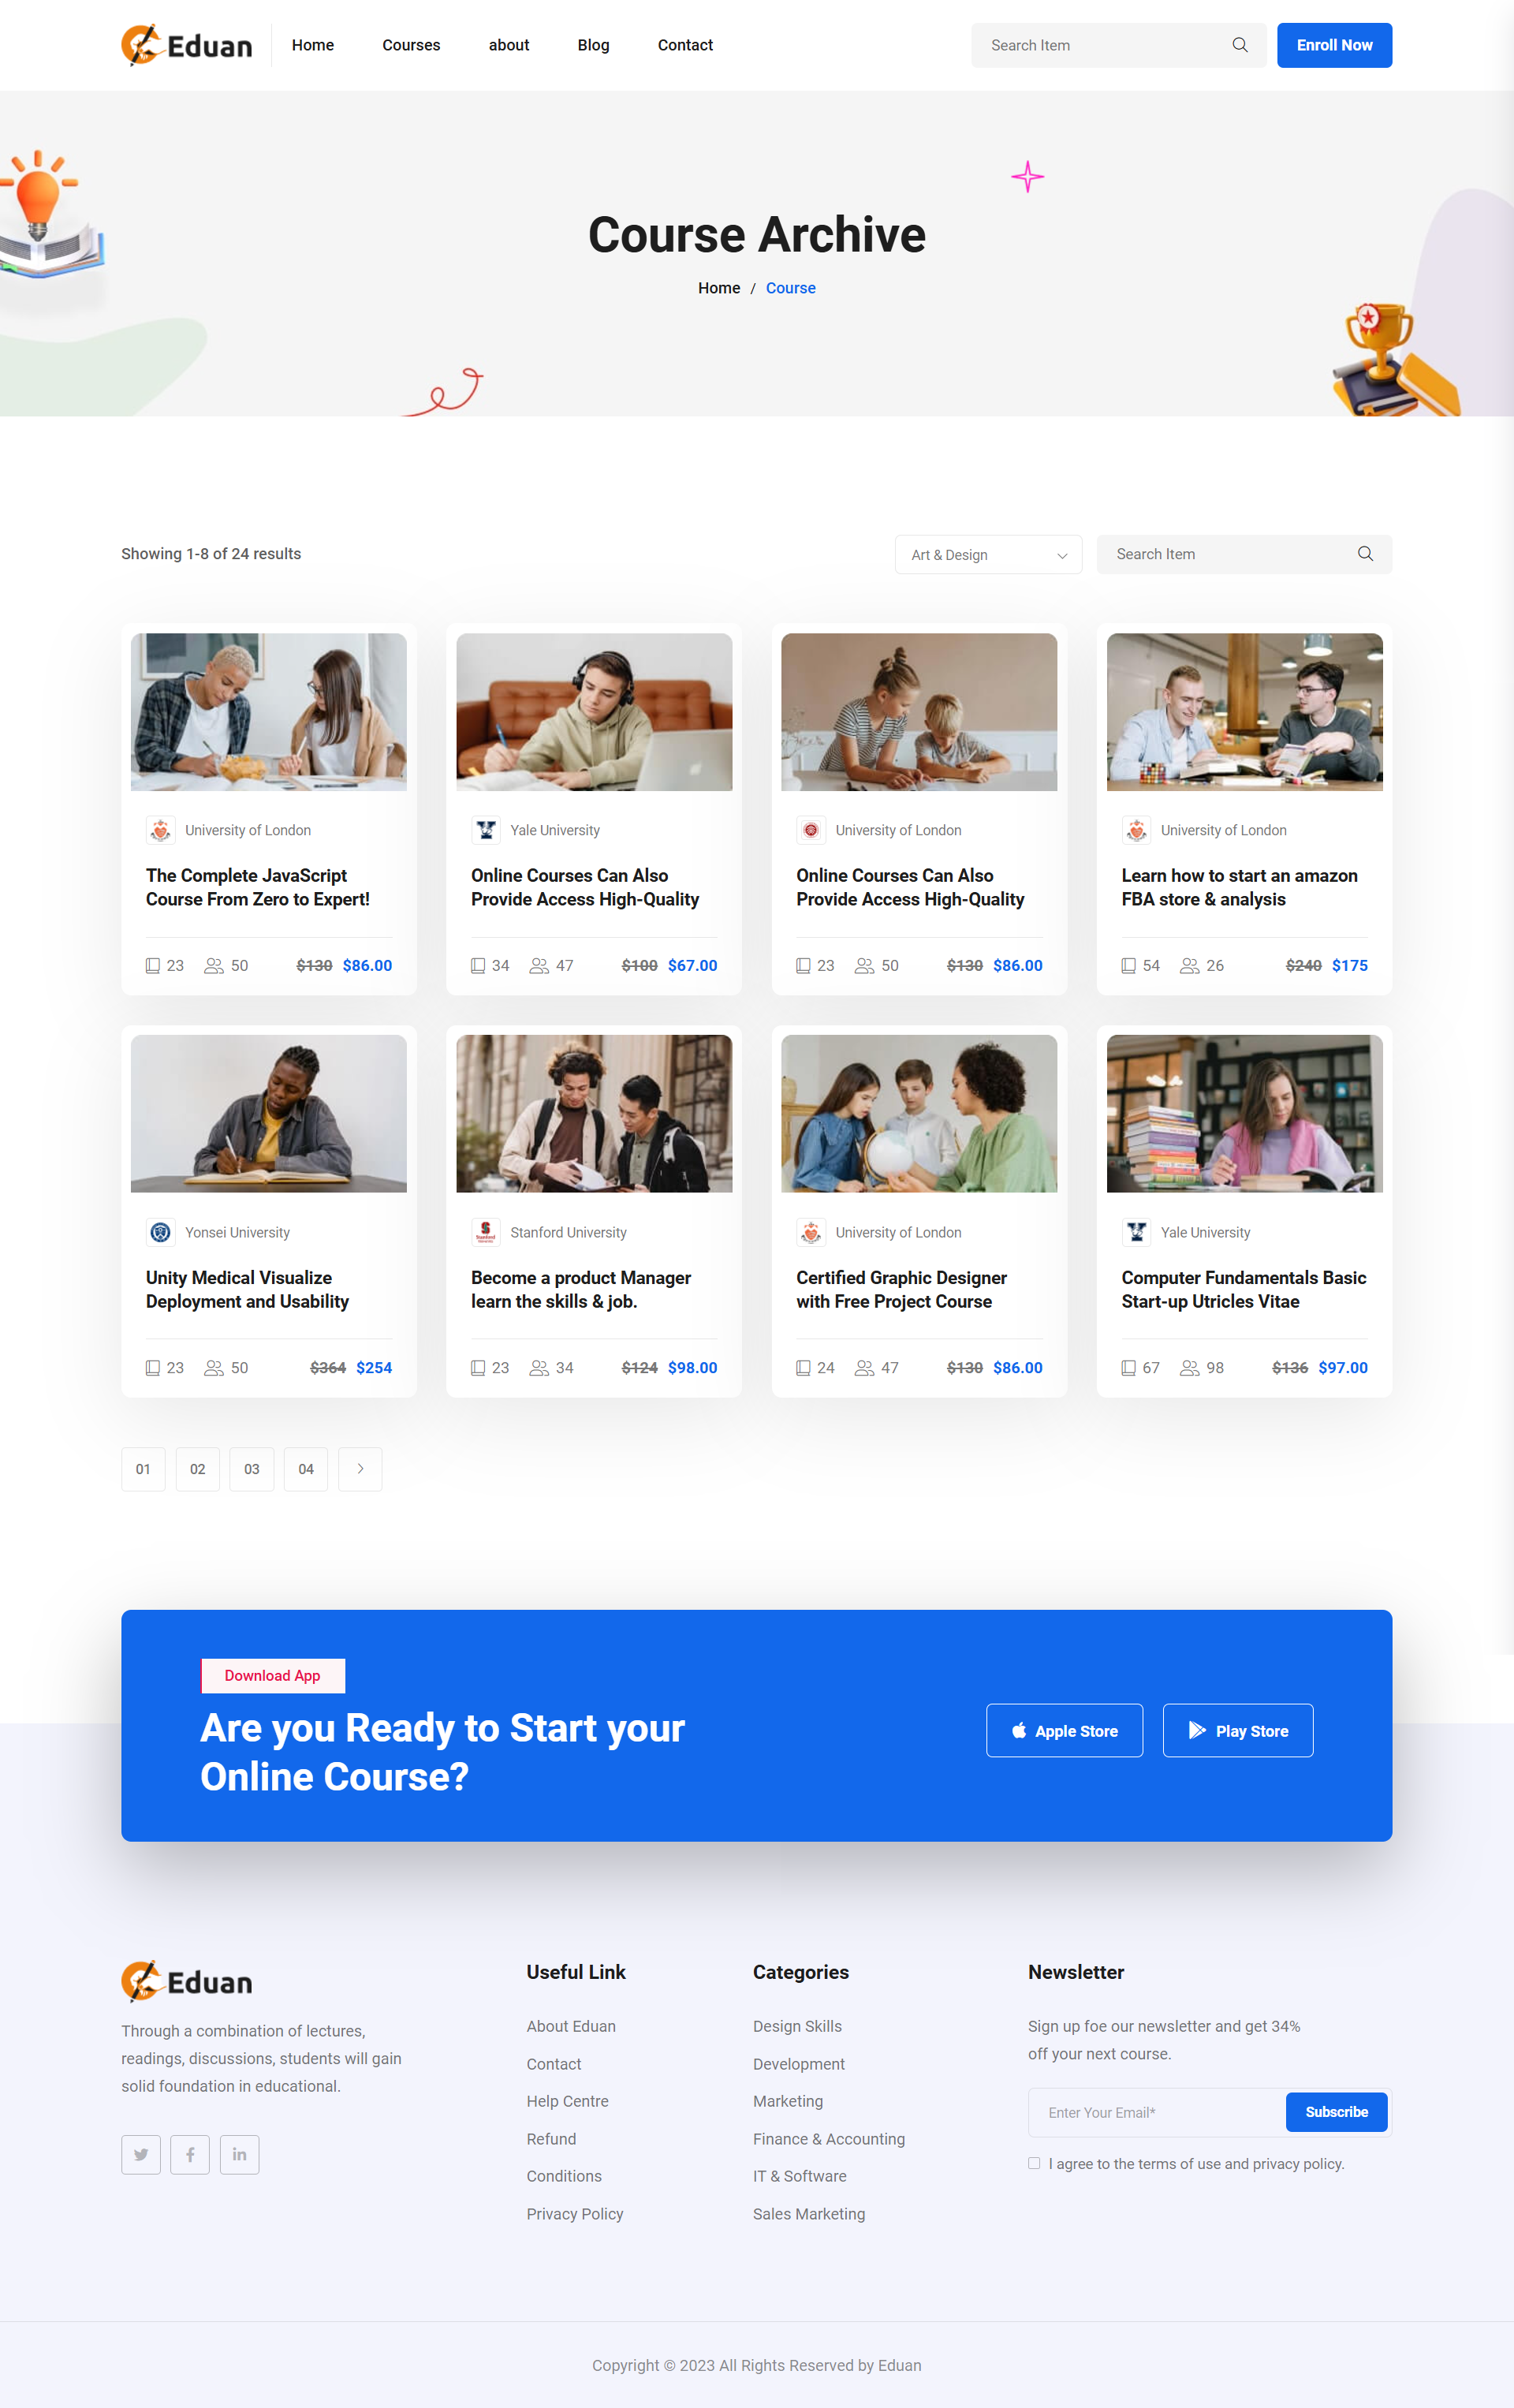 Eduan
Home
Courses
about
Blog
Contact
Search Item
Enroll Now
Course Archive
Home / Course
Showing 1-8 of 24 results
Art & Design
Search Item
University of London
The Complete JavaScript
Course From Zero to Expert!
23
50
$130 $86.00
Yale University
Online Courses Can Also
Provide Access High-Quality
34
47
$100 $67.00
University of London
Online Courses Can Also
Provide Access High-Quality
23
50
$130 $86.00
University of London
Learn how to start an amazon
FBA store & analysis
54
26
$240 $175
Yonsei University
Unity Medical Visualize
Deployment and Usability
23
50
$364 $254
Stanford University
Become a product Manager
learn the skills & job.
23
34
$124 $98.00
University of London
Certified Graphic Designer
with Free Project Course
24
47
$130 $86.00
Yale University
Computer Fundamentals Basic
Start-up Utricles Vitae
67
98
$136 $97.00
01
02
03
04
Download App
Are you Ready to Start your
Online Course?
Apple Store
Play Store
Eduan
Through a combination of lectures,
readings, discussions, students will gain
solid foundation in educational.
Useful Link
About Eduan
Contact
Help Centre
Refund
Conditions
Privacy Policy
Categories
Design Skills
Development
Marketing
Finance & Accounting
IT & Software
Sales Marketing
Newsletter
Sign up foe our newsletter and get 34%
off your next course.
Enter Your Email*
Subscribe
I agree to the terms of use and privacy policy.
Copyright © 2023 All Rights Reserved by Eduan